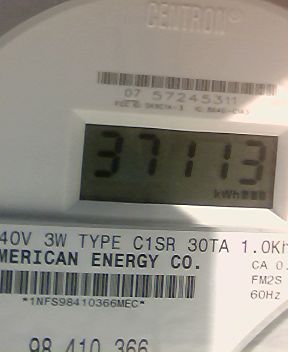 CENTRON
07 57245311
37113
kWh
40V 3W TYPE C1SR 30TA 1.0Kh
MERICAN ENERGY CO.
CA 0.
FM2S
60Hz
*1NFS98410366MEC*
98 410 366